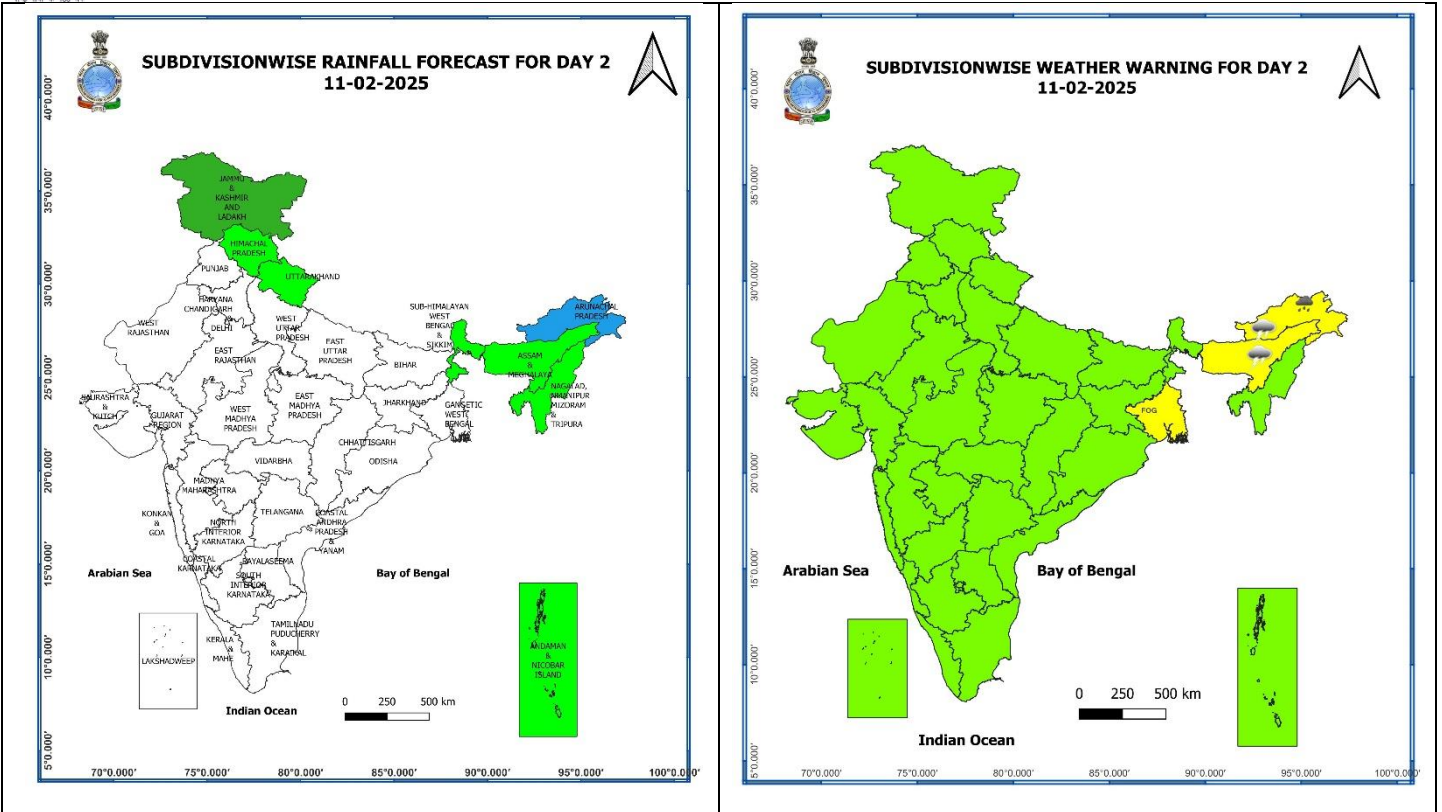 SUBDIVISIONWISE RAINFALL FORECAST FOR DAY 2
11-02-2025
40°0.000'
35°0.000'
30°0.000'
25°0.000'
20°0.000'
15°0.000'
10°0.000'
5°0.000'
JAMMU
&
KASHMIR
AND
LADAKH
HIMACHAL
PRADESH
PUNJAB
UTTARAKHAND
HARYANA
CHANDIGARH
&
DELHI
WEST
RAJASTHAN
WEST
UTTAR
PRADESH
EAST
UTTAR
PRADESH
SUB-HIMALAYAN
WEST
BENGAL
&
SIKKIM
ARUNACHAL
PRADESH
EAST
RAJASTHAN
BIHAR
ASSAM
&
MEGHALAYA
SAURASHTRA
&
KUTCH
GUJARAT
REGION
WEST
MADHYA
PRADESH
EAST
MADHYA
PRADESH
JHARKHAND
GANGETIC
WEST
BENGAL
MIZORAM
&
TRIPURA
CHHATTISGARH
VIDARBHA
ODISHA
MADHYA
MAHARASHTRA
KONKAN
&
GOA
NORTH
INTERIOR
KARNATAKA
TELANGANA
COASTAL
ANDHRA
PRADESH
&
YANAM
COASTAL
KARNATAKA
RAYALASEEMA
SOUTH
INTERIOR
KARNATAKA
Arabian Sea
Bay of Bengal
LAKSHADWEEP
KERALA
&
MAHE
TAMILNADU
PUDUCHERRY
&
KARAIKAL
ANDAMAN
&
NICOBAR
ISLAND
0 250 500 km
Indian Ocean
70°0.000' 75°0.000' 80°0.000' 85°0.000' 90°0.000' 95°0.000' 100°0.000'
SUBDIVISIONWISE WEATHER WARNING FOR DAY 2
11-02-2025
40°0.000'
35°0.000'
30°0.000'
25°0.000'
20°0.000'
15°0.000'
10°0.000'
5°0.000'
FOG
Arabian Sea
Bay of Bengal
0 250 500 km
Indian Ocean
70°0.000' 75°0.000' 80°0.000' 85°0.000' 90°0.000' 95°0.000' 100°0.000'